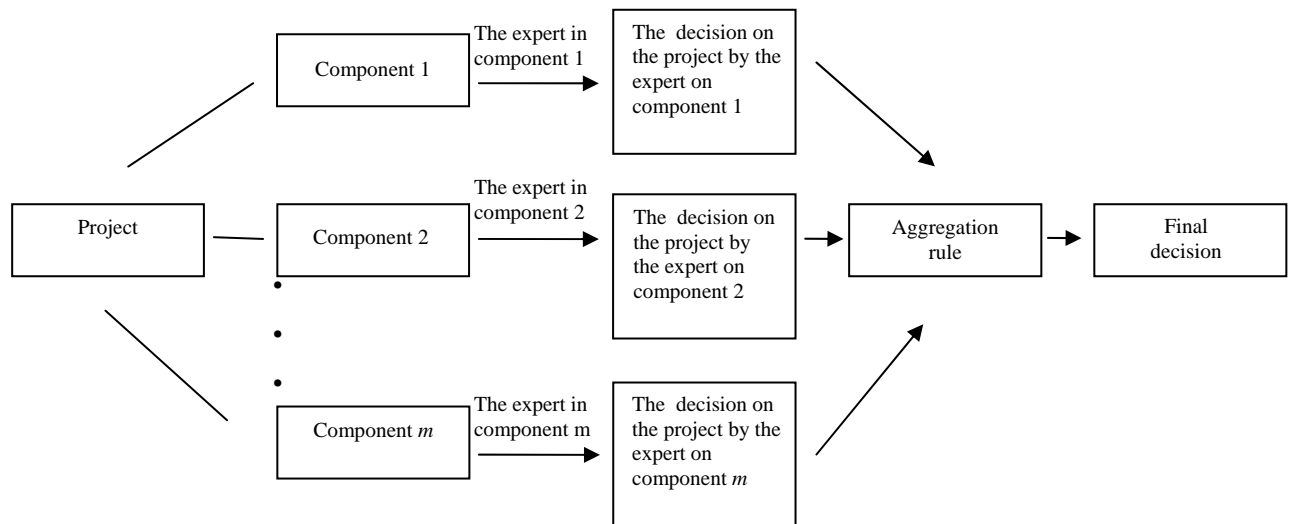 The expert in
component 1
Component 1
The decision on
the project by the
expert on
component 1
Project
Component 2
The expert in
component 2
The decision on
the project by
the expert on
component 2
Aggregation
rule
Final
decision
Component m
The expert in
component m
The decision on
the project by the
expert on
component m